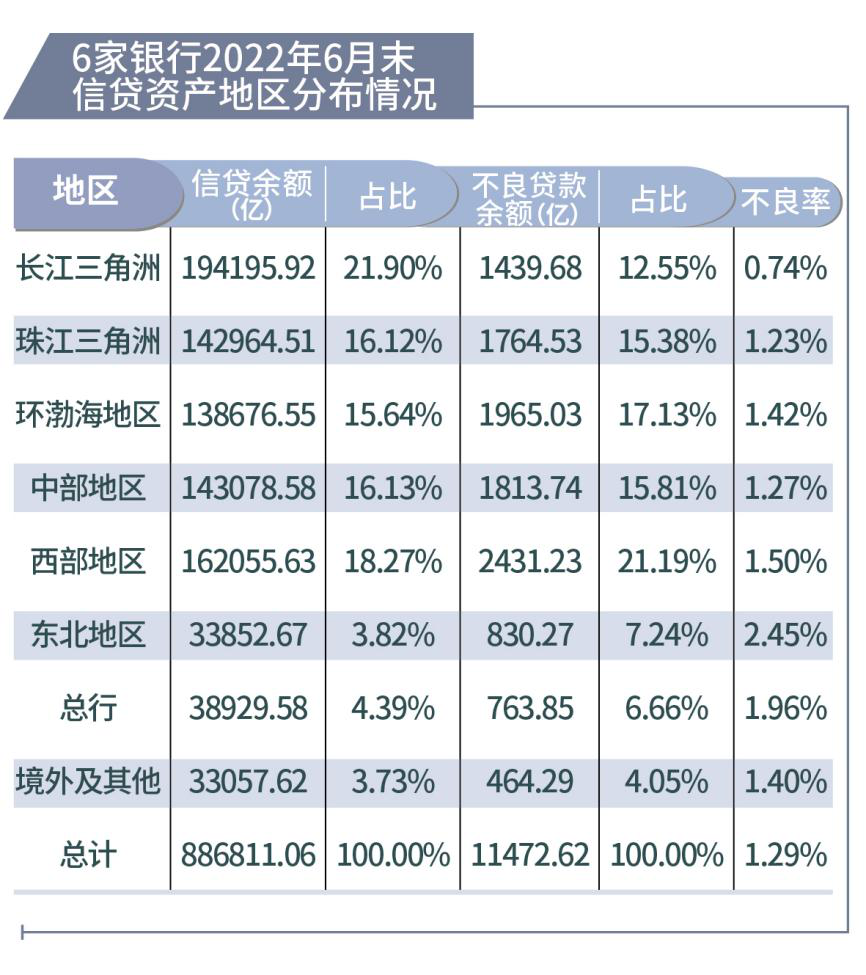 6家银行2022年6月末
信贷资产地区分布情况
地区 信贷余额(亿) 占比 不良贷款余额(亿) 占比 不良率
长江三角洲 194195.92 21.90% 1439.68 12.55% 0.74%
珠江三角洲 142964.51 16.12% 1764.53 15.38% 1.23%
环渤海地区 138676.55 15.64% 1965.03 17.13% 1.42%
中部地区 143078.58 16.13% 1813.74 15.81% 1.27%
西部地区 162055.63 18.27% 2431.23 21.19% 1.50%
东北地区 33852.67 3.82% 830.27 7.24% 2.45%
总行 38929.58 4.39% 763.85 6.66% 1.96%
境外及其他 33057.62 3.73% 464.29 4.05% 1.40%
总计 886811.06 100.00% 11472.62 100.00% 1.29%